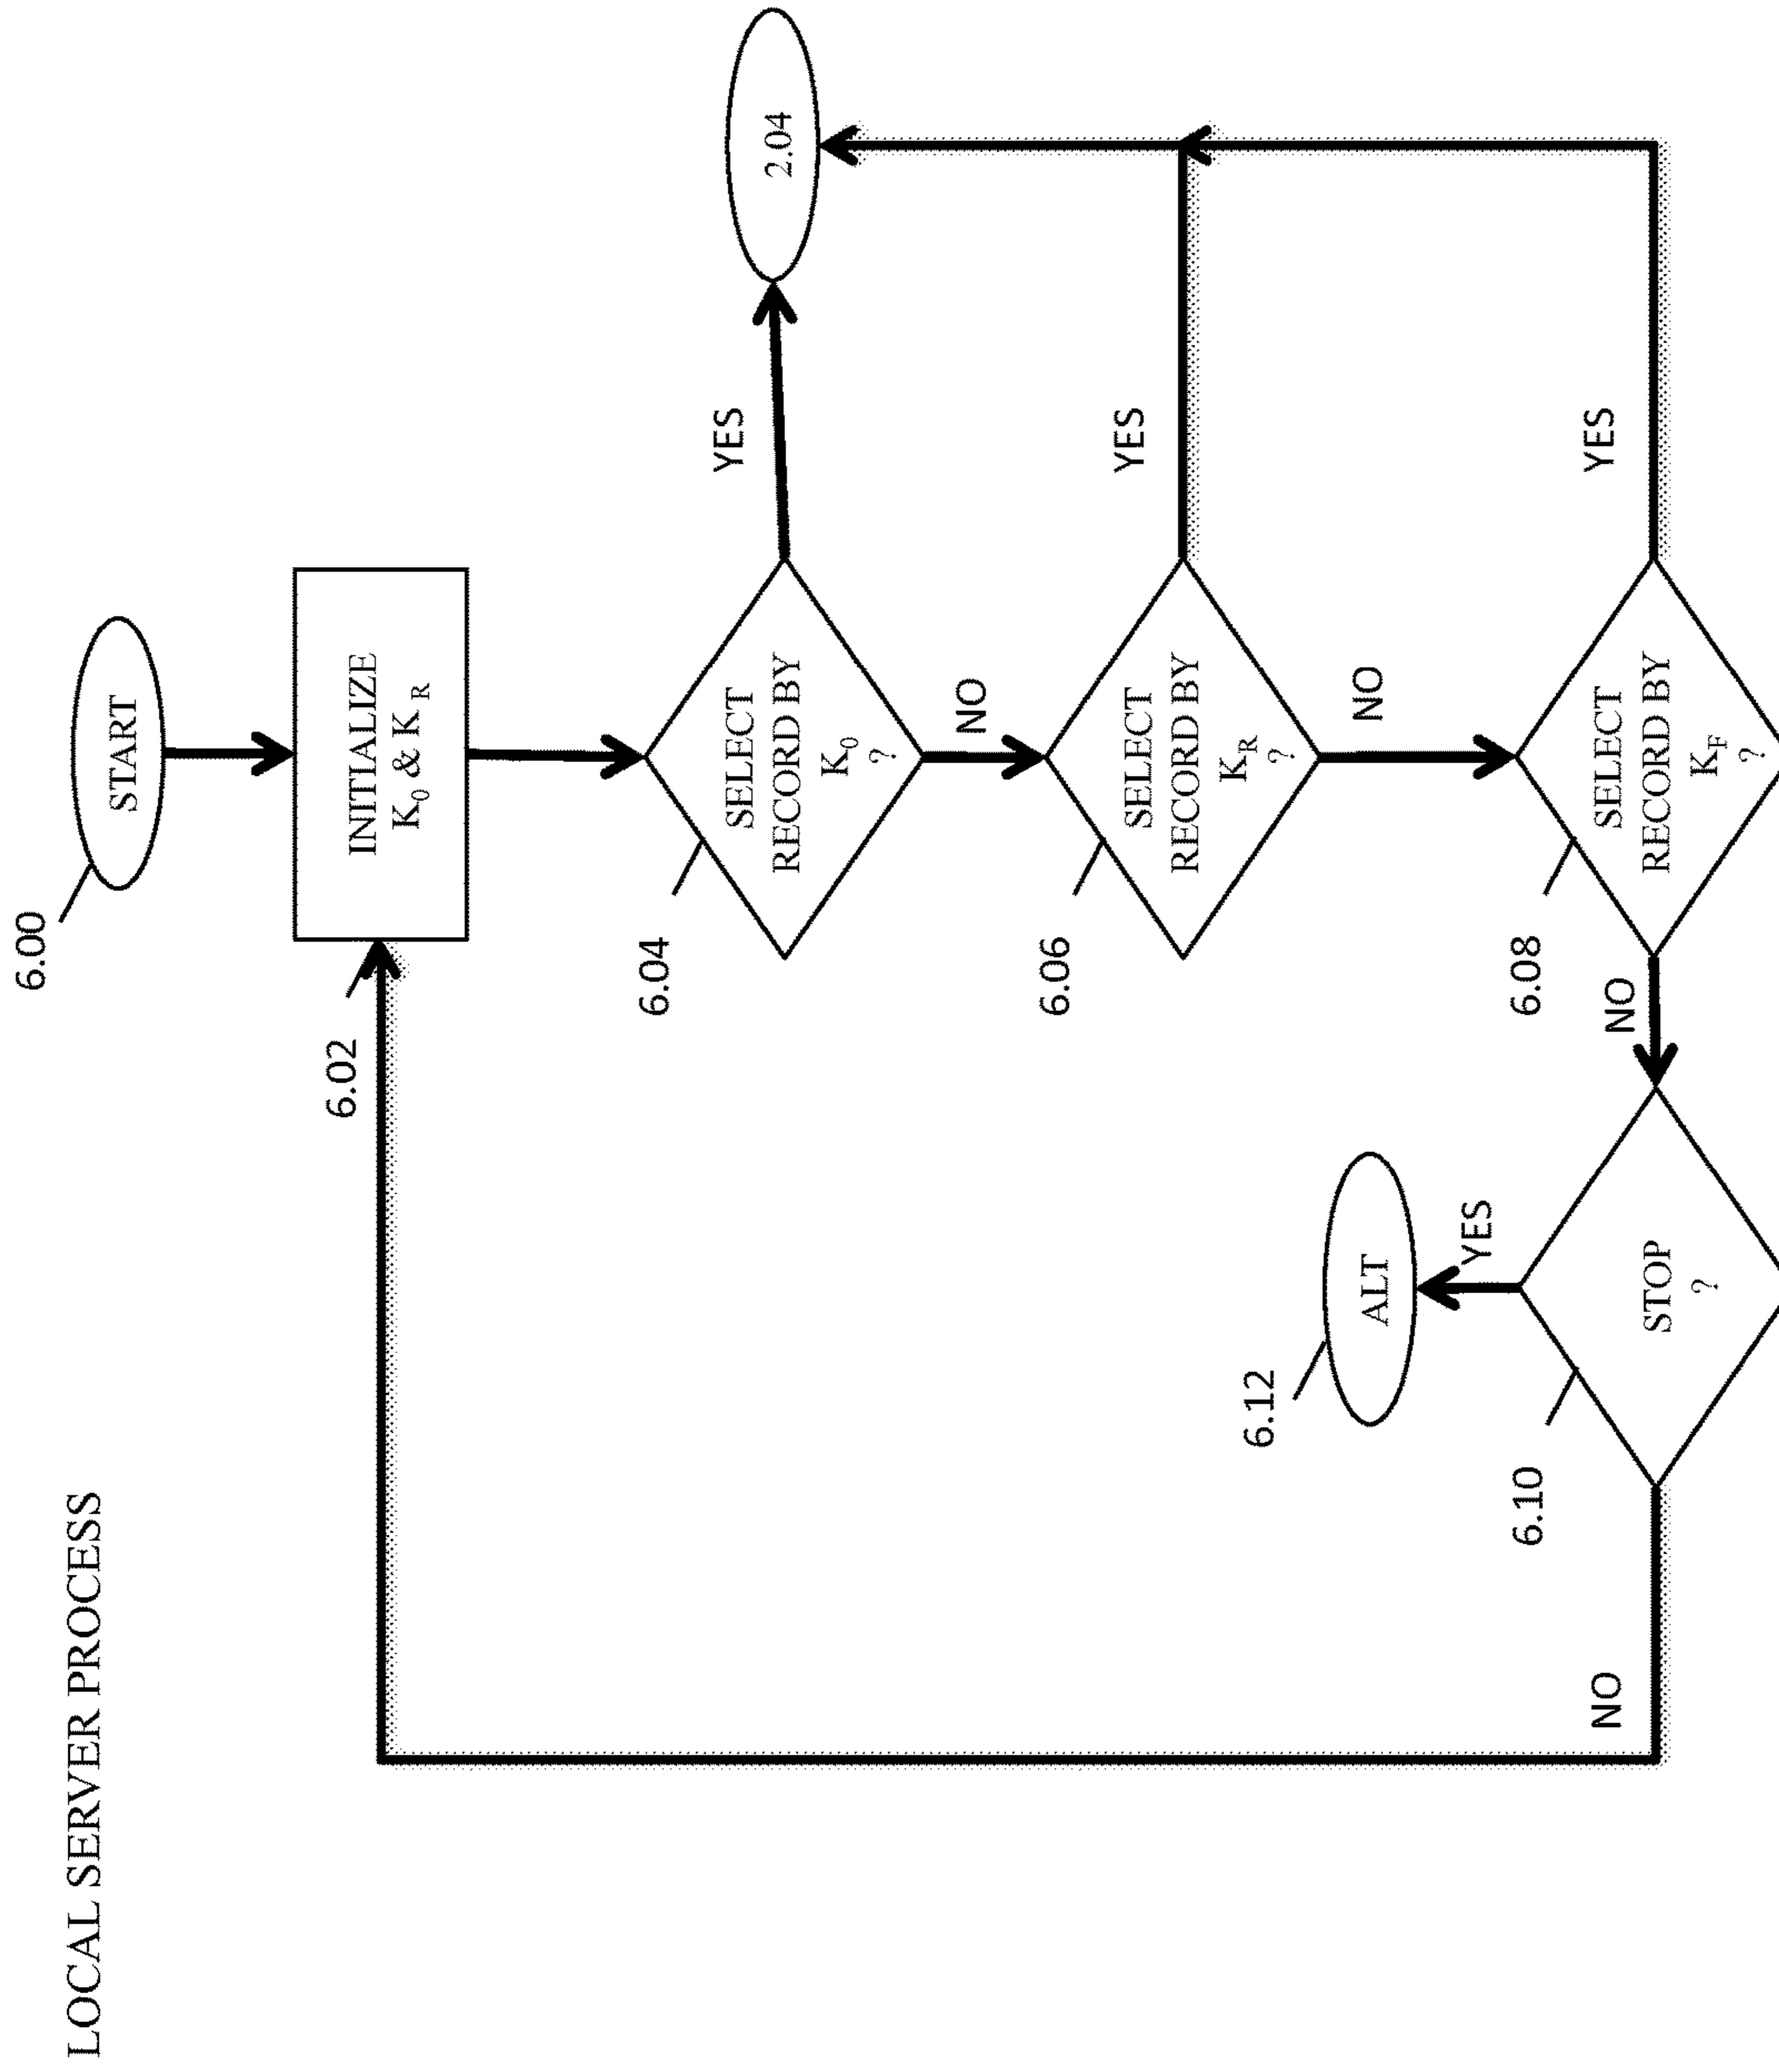 LOCAL SERVER PROCESS
6.00
START
6.02
INITIALIZE
K0 & K R
6.04
SELECT
RECORD BY
K0
?
YES
2.04
NO
6.06
SELECT
RECORD BY
KR
?
YES
NO
6.08
SELECT
RECORD BY
KF
?
YES
NO
6.10
STOP
?
YES
6.12
ALT
NO